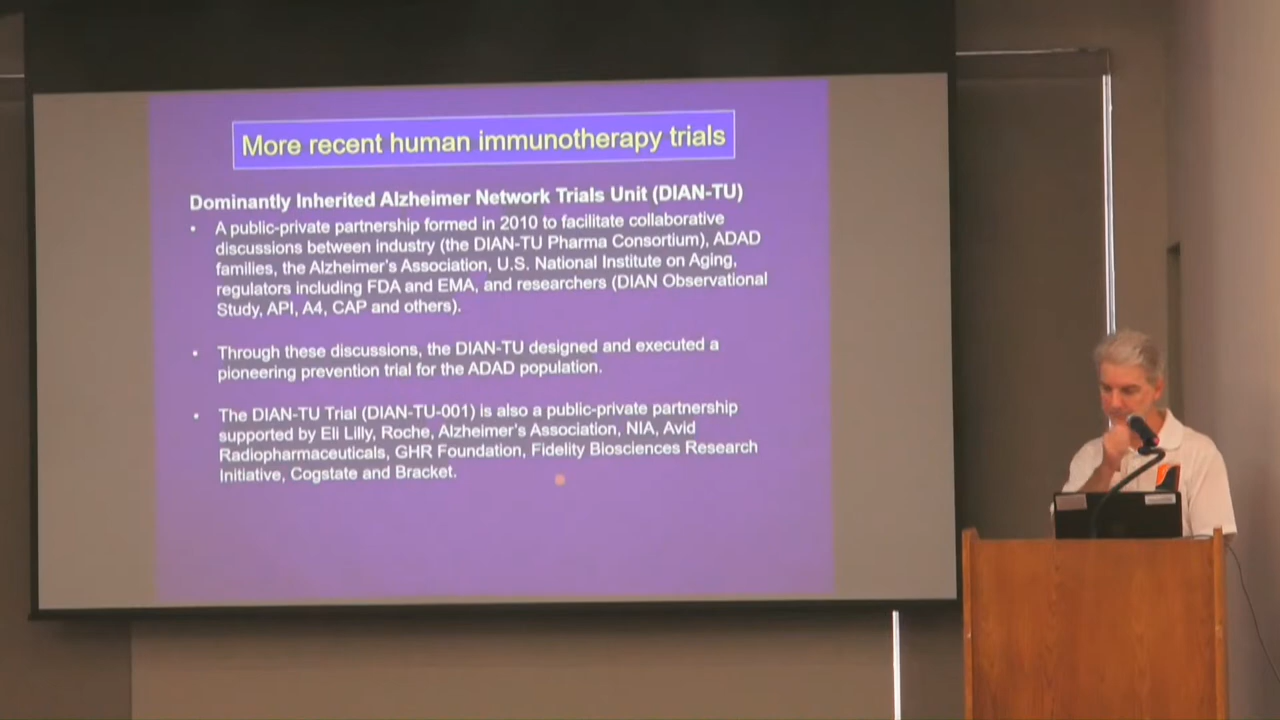 More recent human immunotherapy trials
Dominantly Inherited Alzheimer Network Trials Unit (DIAN-TU)
• A public-private partnership formed in 2010 to facilitate collaborative
discussions between industry (the DIAN-TU Pharma Consortium), ADAD
families, the Alzheimer's Association, U.S. National Institute on Aging,
regulators including FDA and EMA, and researchers (DIAN Observational
Study, API, A4, CAP and others).
• Through these discussions, the DIAN-TU designed and executed a
pioneering prevention trial for the ADAD population.
• The DIAN-TU Trial (DIAN-TU-001) is also a public-private partnership
supported by Eli Lilly, Roche, Alzheimer's Association, NIA, Avid
Radiopharmaceuticals, GHR Foundation, Fidelity Biosciences Research
Initiative, Cogstate and Bracket.